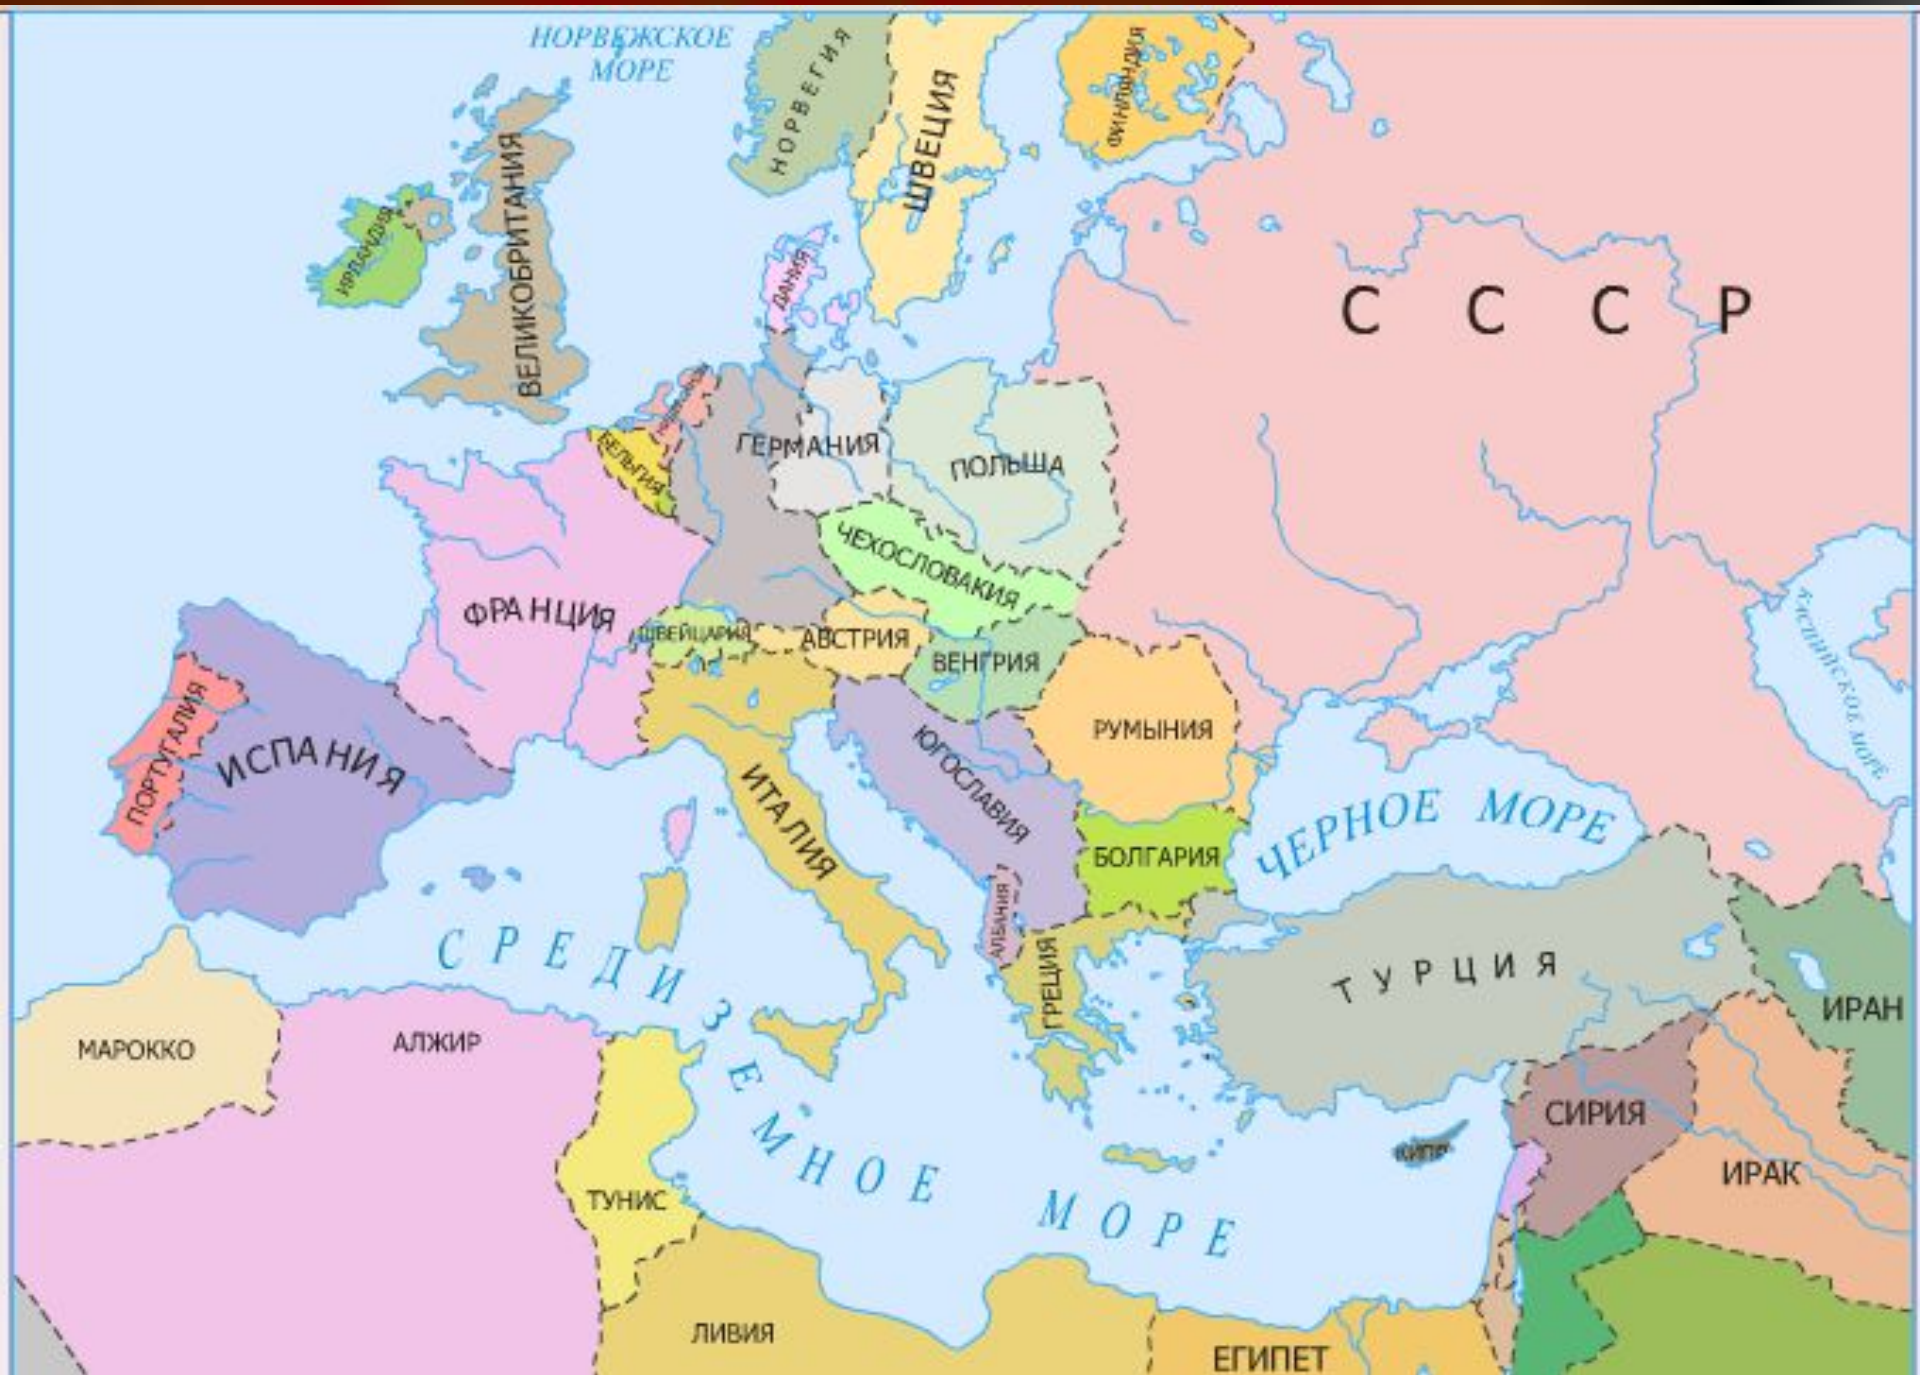 НОРВЕЖСКОЕ
МОРЕ
НОРВЕГИЯ
ШВЕЦИЯ
ФИНЛЯНДИЯ
ВЕЛИКОБРИТАНИЯ
ИРЛАНДИЯ
ДАНИЯ
С С С Р
БЕЛЬГИЯ
ГЕРМАНИЯ
ПОЛЬША
ЧЕХОСЛОВАКИЯ
ФРАНЦИЯ
ШВЕЙЦАРИЯ
АВСТРИЯ
ВЕНГРИЯ
КАСПИЙСКОЕ МОРЕ
ПОРТУГАЛИЯ
ИСПАНИЯ
ИТАЛИЯ
ЮГОСЛАВИЯ
РУМЫНИЯ
БОЛГАРИЯ
ЧЕРНОЕ МОРЕ
АЛБАНИЯ
ГРЕЦИЯ
ТУРЦИЯ
ИРАН
СРЕДИЗЕМНОЕ МОРЕ
МАРОККО
АЛЖИР
ТУНИС
КИПР
СИРИЯ
ИРАК
ЛИВИЯ
ЕГИПЕТ